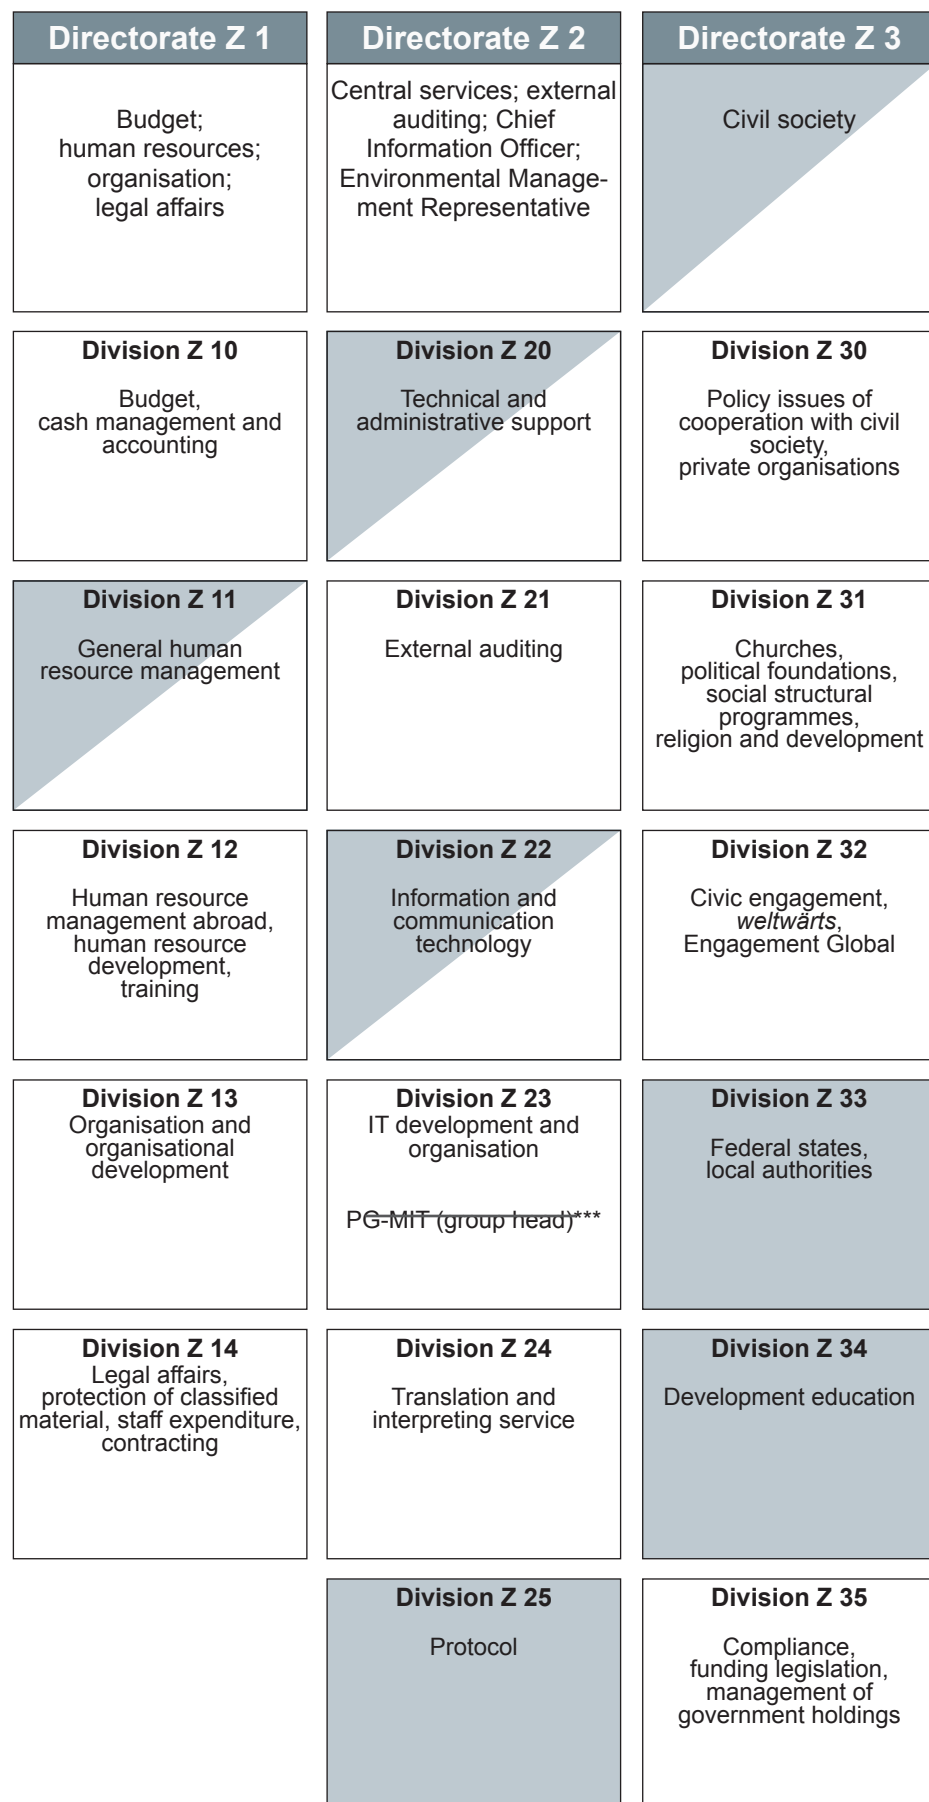 Directorate Z 1
Budget;
human resources;
organisation;
legal affairs
Division Z 10
Budget,
cash management and
accounting
Division Z 11
General human
resource management
Division Z 12
Human resource
management abroad,
human resource
development,
training
Division Z 13
Organisation and
organisational
development
Division Z 14
Legal affairs,
protection of classified
material, staff expenditure,
contracting
Directorate Z 2
Central services; external
auditing; Chief
Information Officer;
Environmental Manage-
ment Representative
Division Z 20
Technical and
administrative support
Division Z 21
External auditing
Division Z 22
Information and
communication
technology
Division Z 23
IT development and
organisation
PG-MIT (group head)***
Division Z 24
Translation and
interpreting service
Division Z 25
Protocol
Directorate Z 3
Civil society
Division Z 30
Policy issues of
cooperation with civil
society,
private organisations
Division Z 31
Churches,
political foundations,
social structural
programmes,
religion and development
Division Z 32
Civic engagement,
weltwärts,
Engagement Global
Division Z 33
Federal states,
local authorities
Division Z 34
Development education
Division Z 35
Compliance,
funding legislation,
management of
government holdings